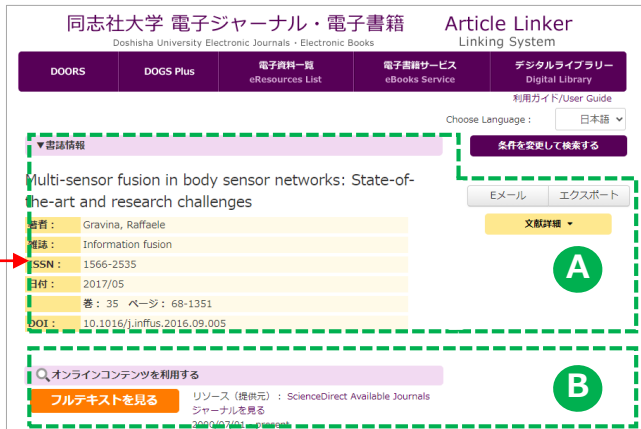 同志社大学 電子ジャーナル・電子書籍 Article Linker
Doshisha University Electronic Journals・Electronic Books Linking System
DOORS DOGS Plus 電子資料一覧 電子書籍サービス デジタルライブラリー
eResources List eBooks Service Digital Library
利用ガイド/User Guide
Choose Language : 日本語
▼書誌情報 条件を変更して検索する
Multi-sensor fusion in body sensor networks: State-of-
the-art and research challenges
Eメール エクスポート
著者: Gravina, Raffaele 文献詳細
雑誌: Information fusion
ISSN: 1566-2535
日付: 2017/05
巻: 35 ページ: 68-1351
DOI: 10.1016/j.inffus.2016.09.005
A
オンラインコンテンツを利用する
フルテキストを見る リソース (提供元) : ScienceDirect Available Journals
ジャーナルを見る
2000/07/01 - present
B